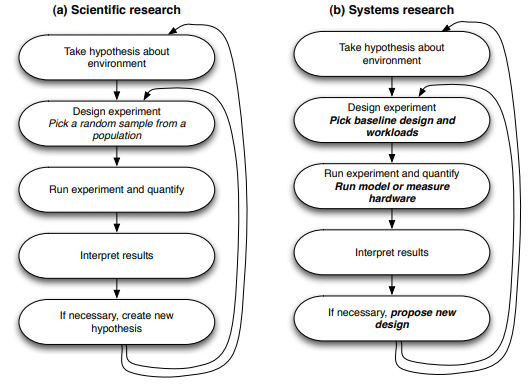 (a) Scientific research
Take hypothesis about
environment
Design experiment
Pick a random sample from a
population
Run experiment and quantify
Interpret results
If necessary, create new
hypothesis
(b) Systems research
Take hypothesis about
environment
Design experiment
Pick baseline design and
workloads
Run experiment and quantify
Run model or measure
hardware
Interpret results
If necessary, propose new
design